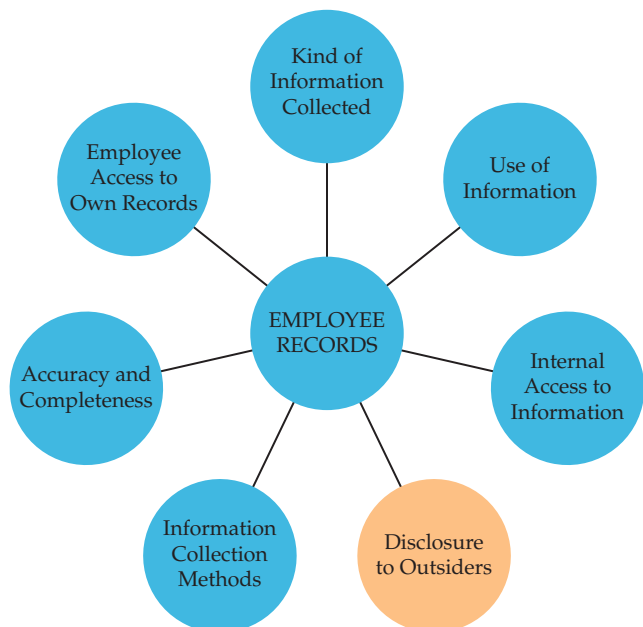 Kind of
Information
Collected
Employee
Access to
Own Records
Use of
Information
EMPLOYEE
RECORDS
Accuracy and
Completeness
Internal
Access to
Information
Information
Collection
Methods
Disclosure
to Outsiders